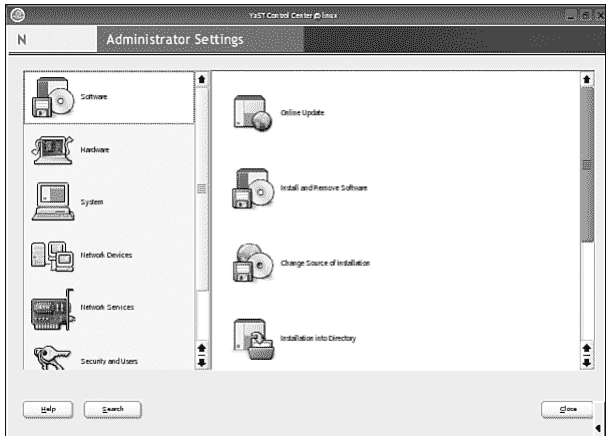 YaST Control Center @ linux
N
Administrator Settings
Software
Hardware
System
Network Devices
Network Services
Security and Users
Online Update
Install and Remove Software
Change Source of Installation
Installation into Directory
Help
Search
Close